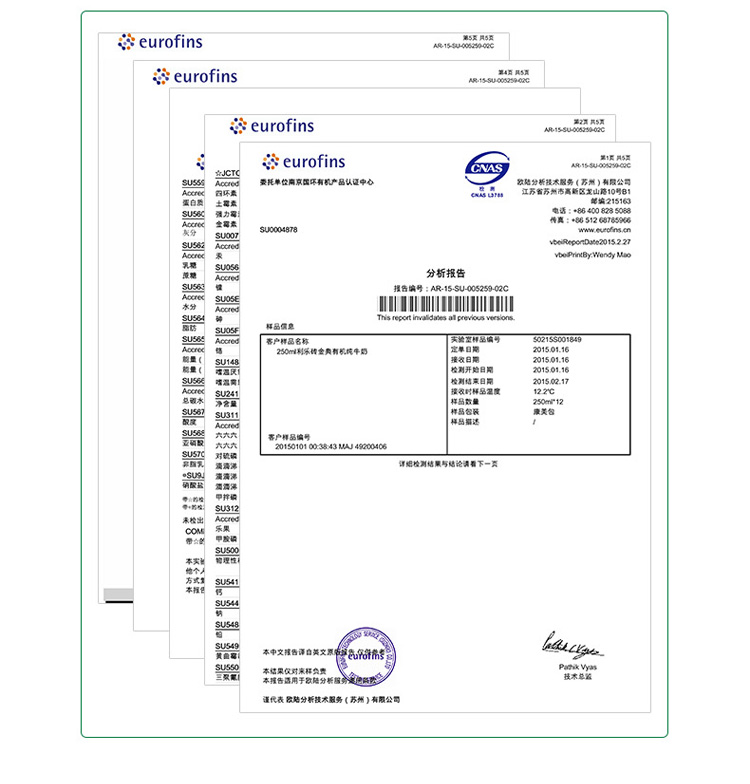 eurofins
第5页 共5页
AR-15-SU-005259-02C
eurofins
第4页 共5页
AR-15-SU-005259-02C
eurofins
第2页 共5页
AR-15-SU-005259-02C
SU559
Accred
蛋白质
SU560
Accred
灰分
SU562
Accred
乳糖
蔗糖
SU563
Accred
水分
SU564
脂肪
SU565
Accred
能量（
能量（
SU566
Accred
总碳水
SU567
酸度
SU568
亚硝酸
SU570
非脂乳
SU9J
硝酸盐
未检出
COM
带☆的
本实验
他个人
方式复
本报告
☆JCTC
Accred
四环素
土霉素
强力霉
金霉素
SU007
Accred
汞
SU056
Accred
镍
SU05E
Accred
砷
SU05F
Accred
铬
SU148
嗜温厌
嗜温需
SU241
净含量
SU311
Accred
六六六
六六六
对硫磷
滴滴涕
滴滴涕
滴滴涕
甲拌磷
SU312
Accred
乐果
甲胺磷
SU500
物理性
SU541
钙
SU544
钠
SU548
铅
SU549
黄曲霉
SU550
三聚氰
eurofins
CNAS
检 测
CNAS L3788
第1页 共5页
AR-15-SU-005259-02C
委托单位南京国环有机产品认证中心
欧陆分析技术服务（苏州）有限公司
江苏省苏州市高新区龙山路10号B1
邮编:215163
电话：+86 400 828 5088
传真：+86 512 68785966
www.eurofins.cn
SU0004878
vbeiReportDate2015.2.27
vbeiPrintBy:Wendy Mao
分析报告
报告编号：AR-15-SU-005259-02C
This report invalidates all previous versions.
样品信息
客户样品名称
250ml利乐砖金典有机纯牛奶
实验室样品编号 50215S001849
定单日期 2015.01.16
接收日期 2015.01.16
检测开始日期 2015.01.16
检测结束日期 2015.02.17
接收时样品温度 12.2℃
样品数量 250ml*12
样品包装 康美包
样品描述 /
客户样品编号
20150101 00:38:43 MAJ 49200406
详细检测结果与结论请看下一页
本中文报告译自英文原版报告，仅供参考
本结果仅对来样负责
本报告适用于欧陆分析服务通用条款
谨代表 欧陆分析技术服务（苏州）有限公司
eurofins
Pathik Vyas
技术总监